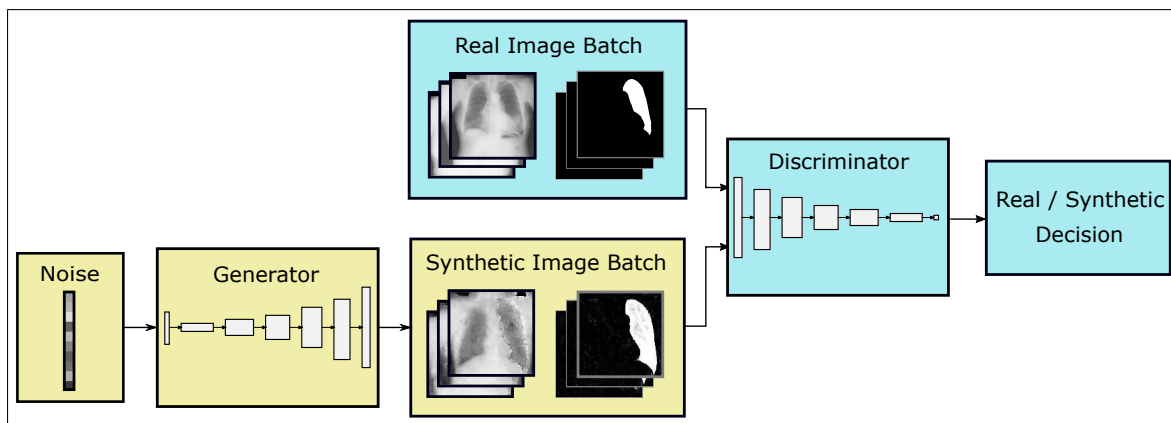 Real Image Batch
Discriminator
Real / Synthetic
Decision
Noise
Generator
Synthetic Image Batch